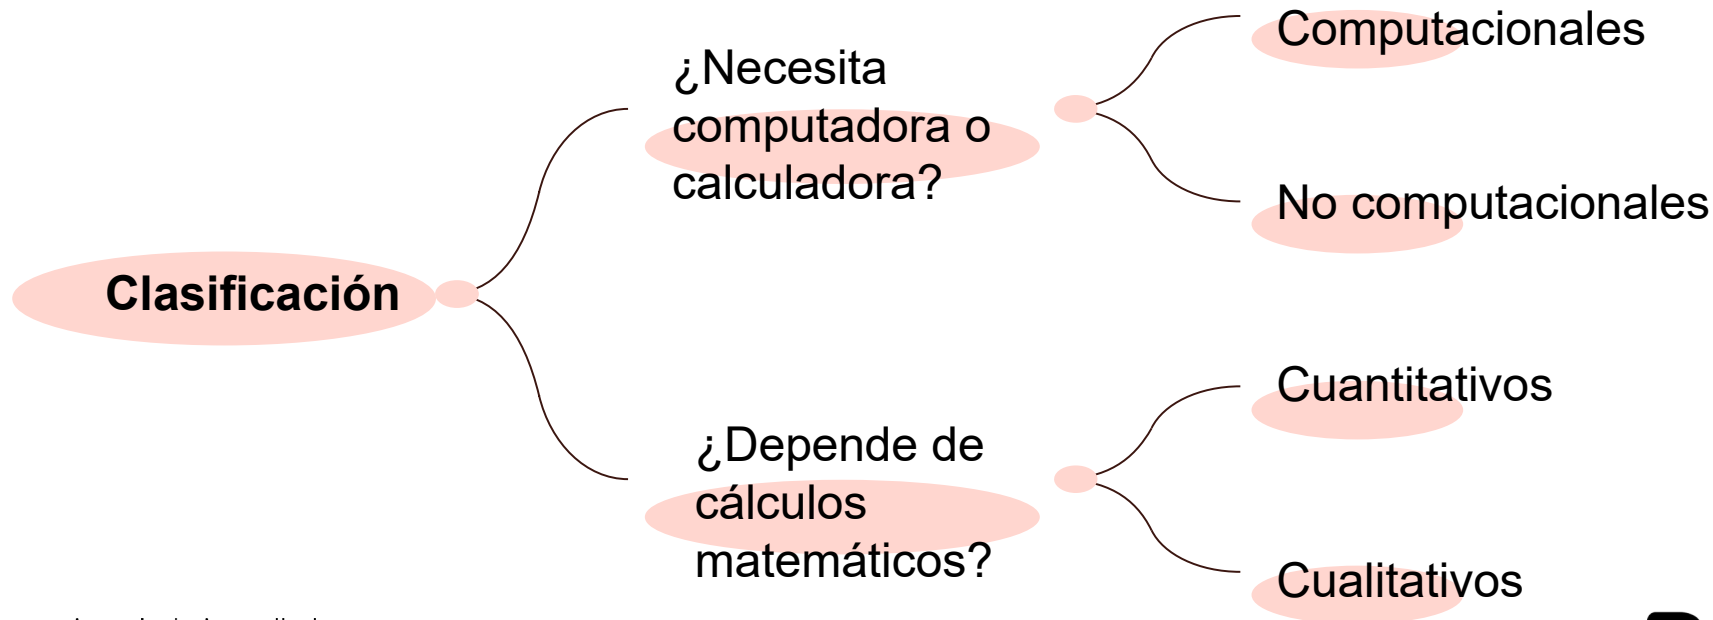 Clasificación
¿Necesita
computadora o
calculadora?
Computacionales
No computacionales
¿Depende de
cálculos
matemáticos?
Cuantitativos
Cualitativos